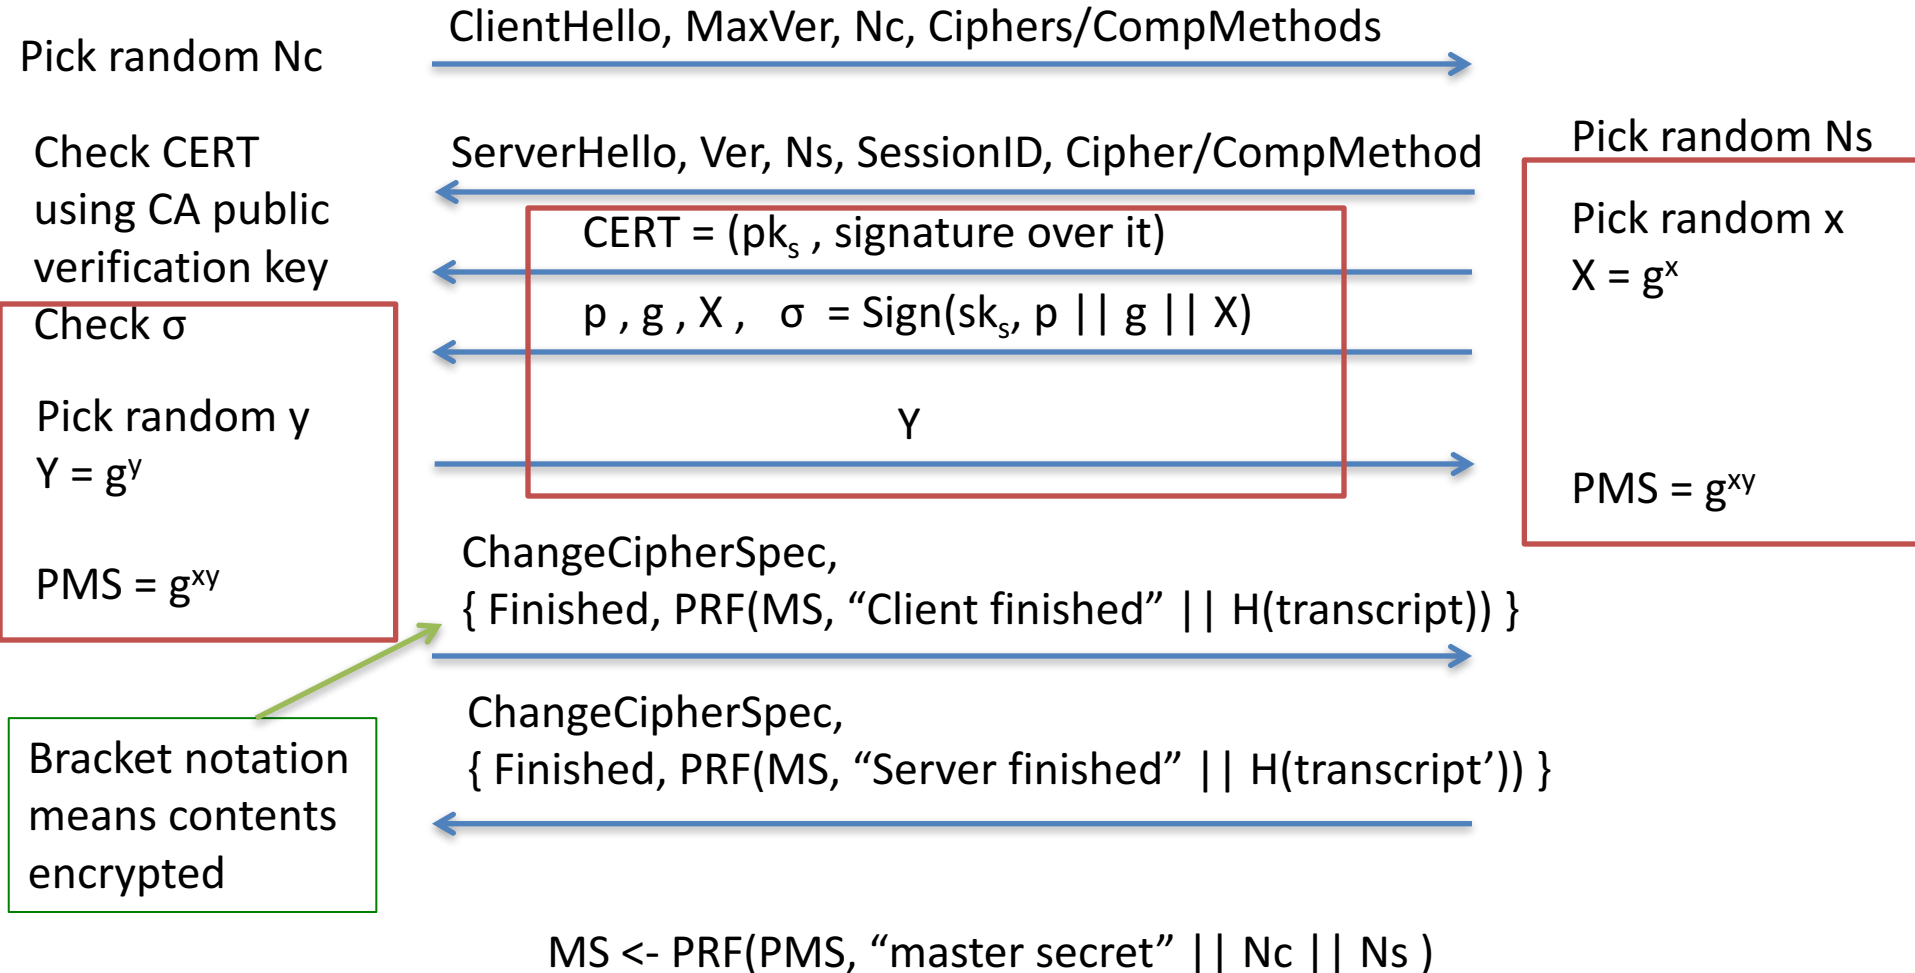 ClientHello, MaxVer, Nc, Ciphers/CompMethods
Pick random Nc
Pick random Ns
Check CERT
using CA public
verification key
ServerHello, Ver, Ns, SessionID, Cipher/CompMethod
CERT = (pkₛ , signature over it)
Pick random x
X = gˣ
Check σ
p , g , X , σ = Sign(skₛ, p || g || X)
Pick random y
Y = gʸ
Y
PMS = gˣʸ
PMS = gˣʸ
ChangeCipherSpec,
{ Finished, PRF(MS, “Client finished” || H(transcript)) }
ChangeCipherSpec,
{ Finished, PRF(MS, “Server finished” || H(transcript’)) }
Bracket notation
means contents
encrypted
MS <- PRF(PMS, “master secret” || Nc || Ns )